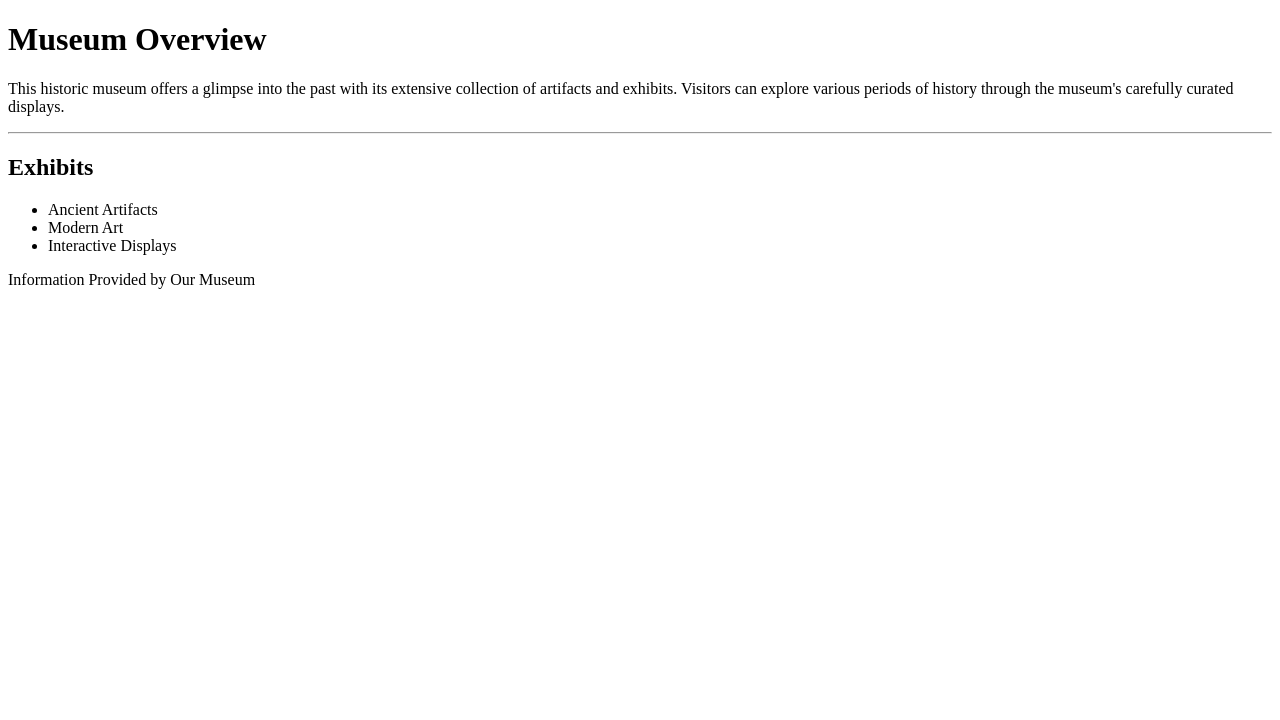 Museum Overview
This historic museum offers a glimpse into the past with its extensive collection of artifacts and exhibits. Visitors can explore various periods of history through the museum's carefully curated
displays.
Exhibits
Ancient Artifacts
Modern Art
Interactive Displays
Information Provided by Our Museum